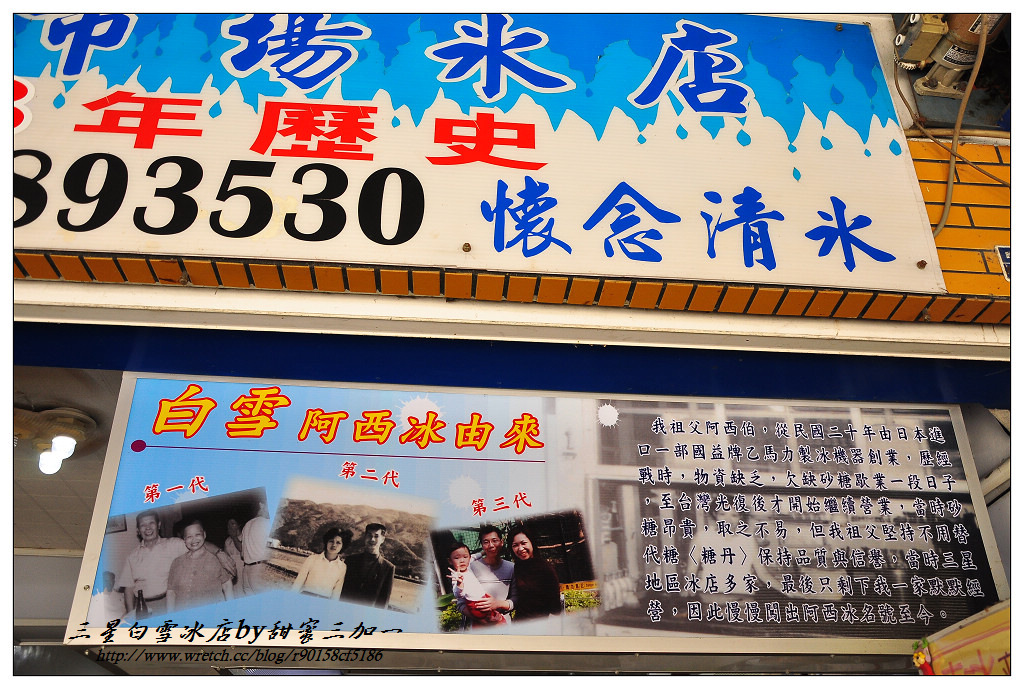 市場氷店
年歷史
893530
懷念清氷
白雪阿西冰由來
第一代
第二代
第三代
我祖父阿西伯，從民國二十年由日本進
口一部國益牌乙馬力製冰機器創業，歷經
戰時，物資缺乏，欠缺砂糖歇業一段日子
，至台灣光復後才開始繼續營業，當時砂
糖昂貴，取之不易，但我祖父堅持不用替
代糖〈糖丹〉保持品質與信譽，當時三星
地區冰店多家，最後只剩下我一家默默經
營，因此慢慢闖出阿西冰名號至今。
三星白雪冰店by甜蜜三加一
http://www.wretch.cc/blog/r90158cf5186